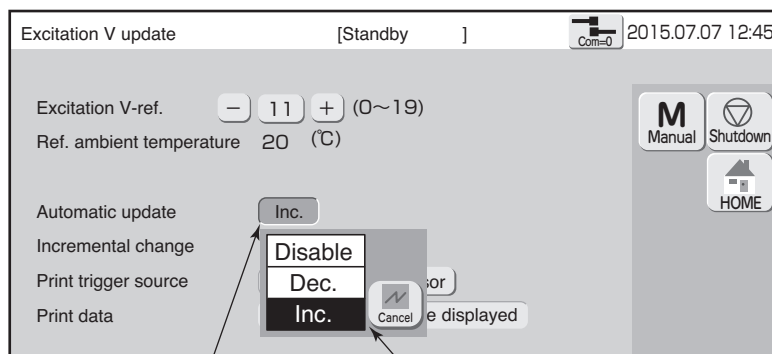 Excitation V update [Standby ] Com=0 2015.07.07 12:45
Excitation V-ref. − 11 + (0~19)
Ref. ambient temperature 20 (℃)
M
Manual
Shutdown
HOME
Automatic update Inc.
Incremental change
Print trigger source
Print data e displayed
Disable
Dec.
Inc.
Cancel